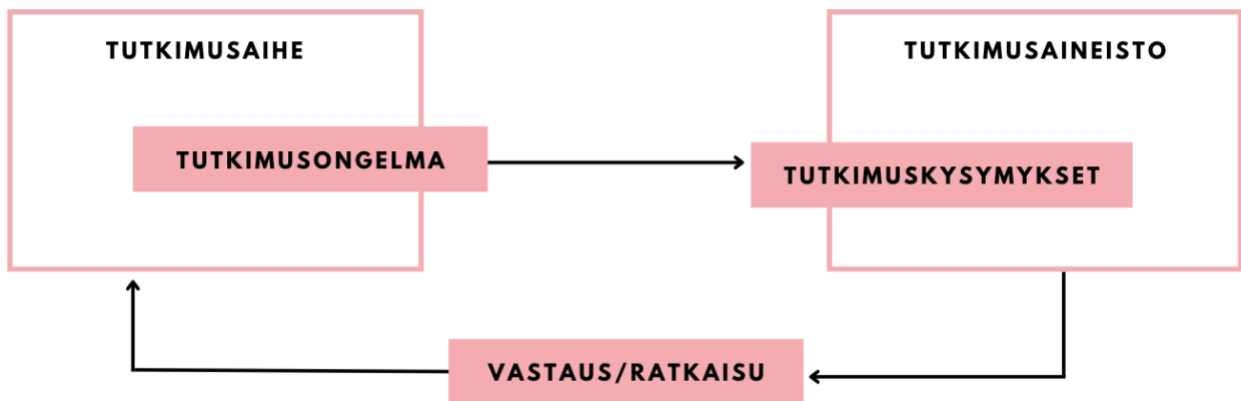 TUTKIMUSAIHE
TUTKIMUSONGELMA
TUTKIMUSAINEISTO
TUTKIMUSKYSYMYKSET
VASTAUS/RATKAISU